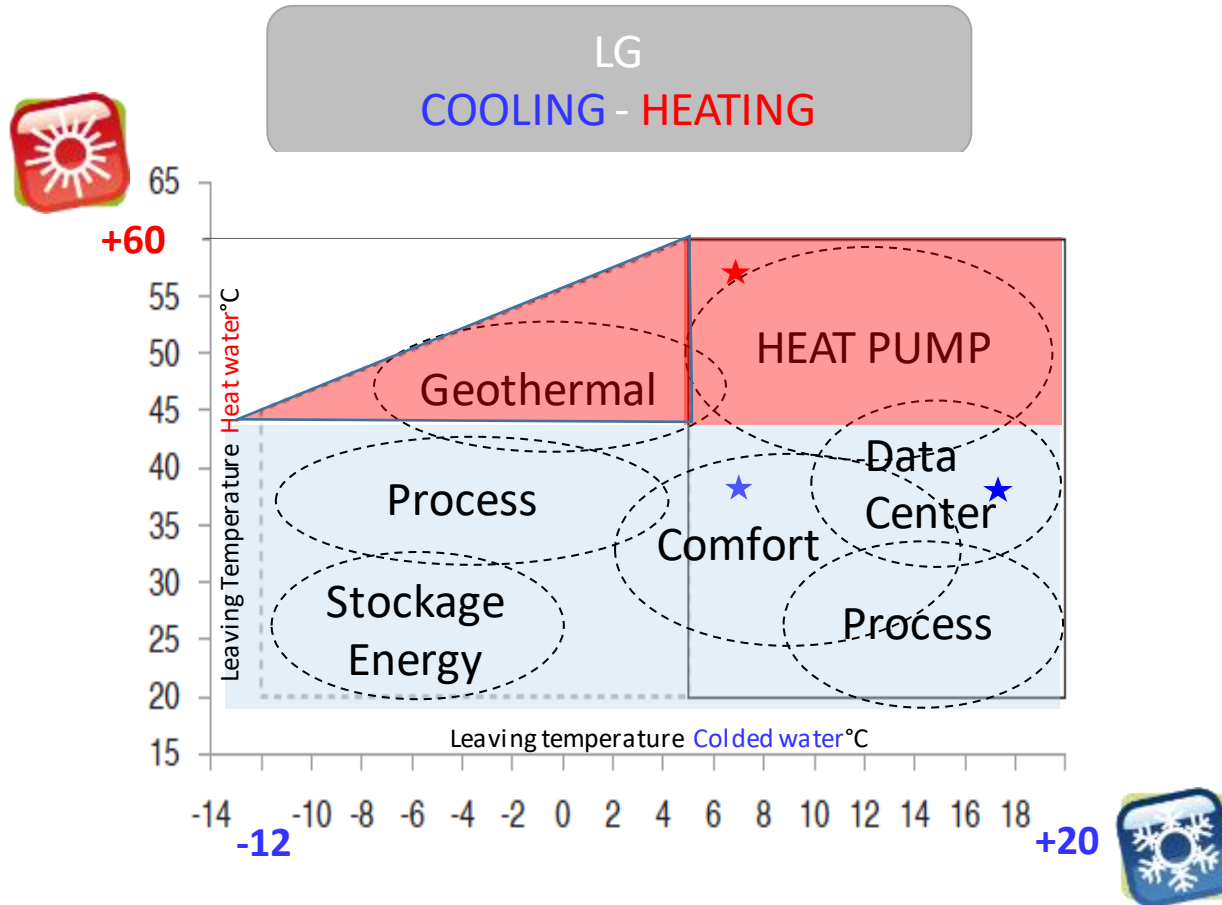 LG
COOLING - HEATING
65
+60
55
50
45
40
35
30
25
20
15
Leaving Temperature Heat water°C
HEAT PUMP
Geothermal
Data
Center
Process
Comfort
Stockage
Energy
Process
Leaving temperature Colded water°C
-14 -10 -8 -6 -4 -2 0 2 4 6 8 10 12 14 16 18
-12
+20